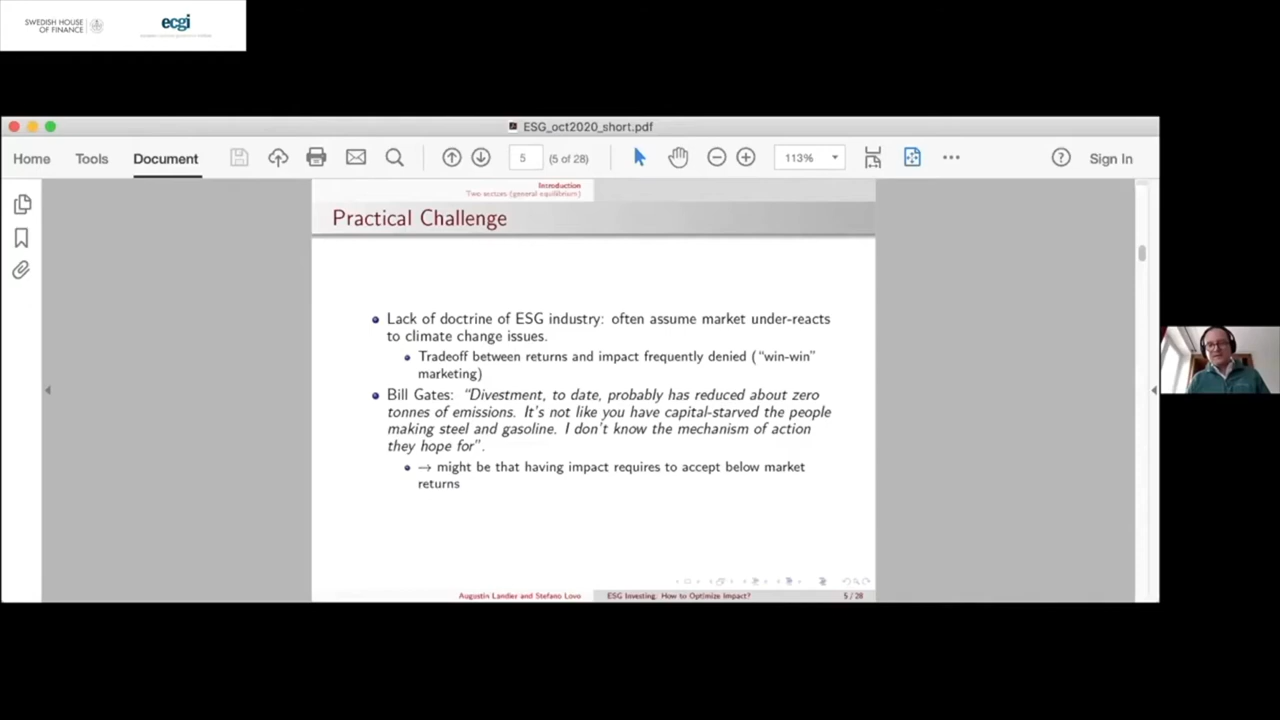 SWEDISH HOUSE
OF FINANCE
ecgi
ESG_oct2020_short.pdf
Home Tools Document 5 (5 of 28) 113% Sign In
Introduction
Two sectors (general equilibrium)
Practical Challenge
Lack of doctrine of ESG industry: often assume market under-reacts
to climate change issues.
Tradeoff between returns and impact frequently denied ("win-win"
marketing)
Bill Gates: "Divestment, to date, probably has reduced about zero
tonnes of emissions. It's not like you have capital-starved the people
making steel and gasoline. I don't know the mechanism of action
they hope for".
→ might be that having impact requires to accept below market
returns
Augustin Landier and Stefano Lovo ESG Investing. How to Optimize Impact? 5 / 28